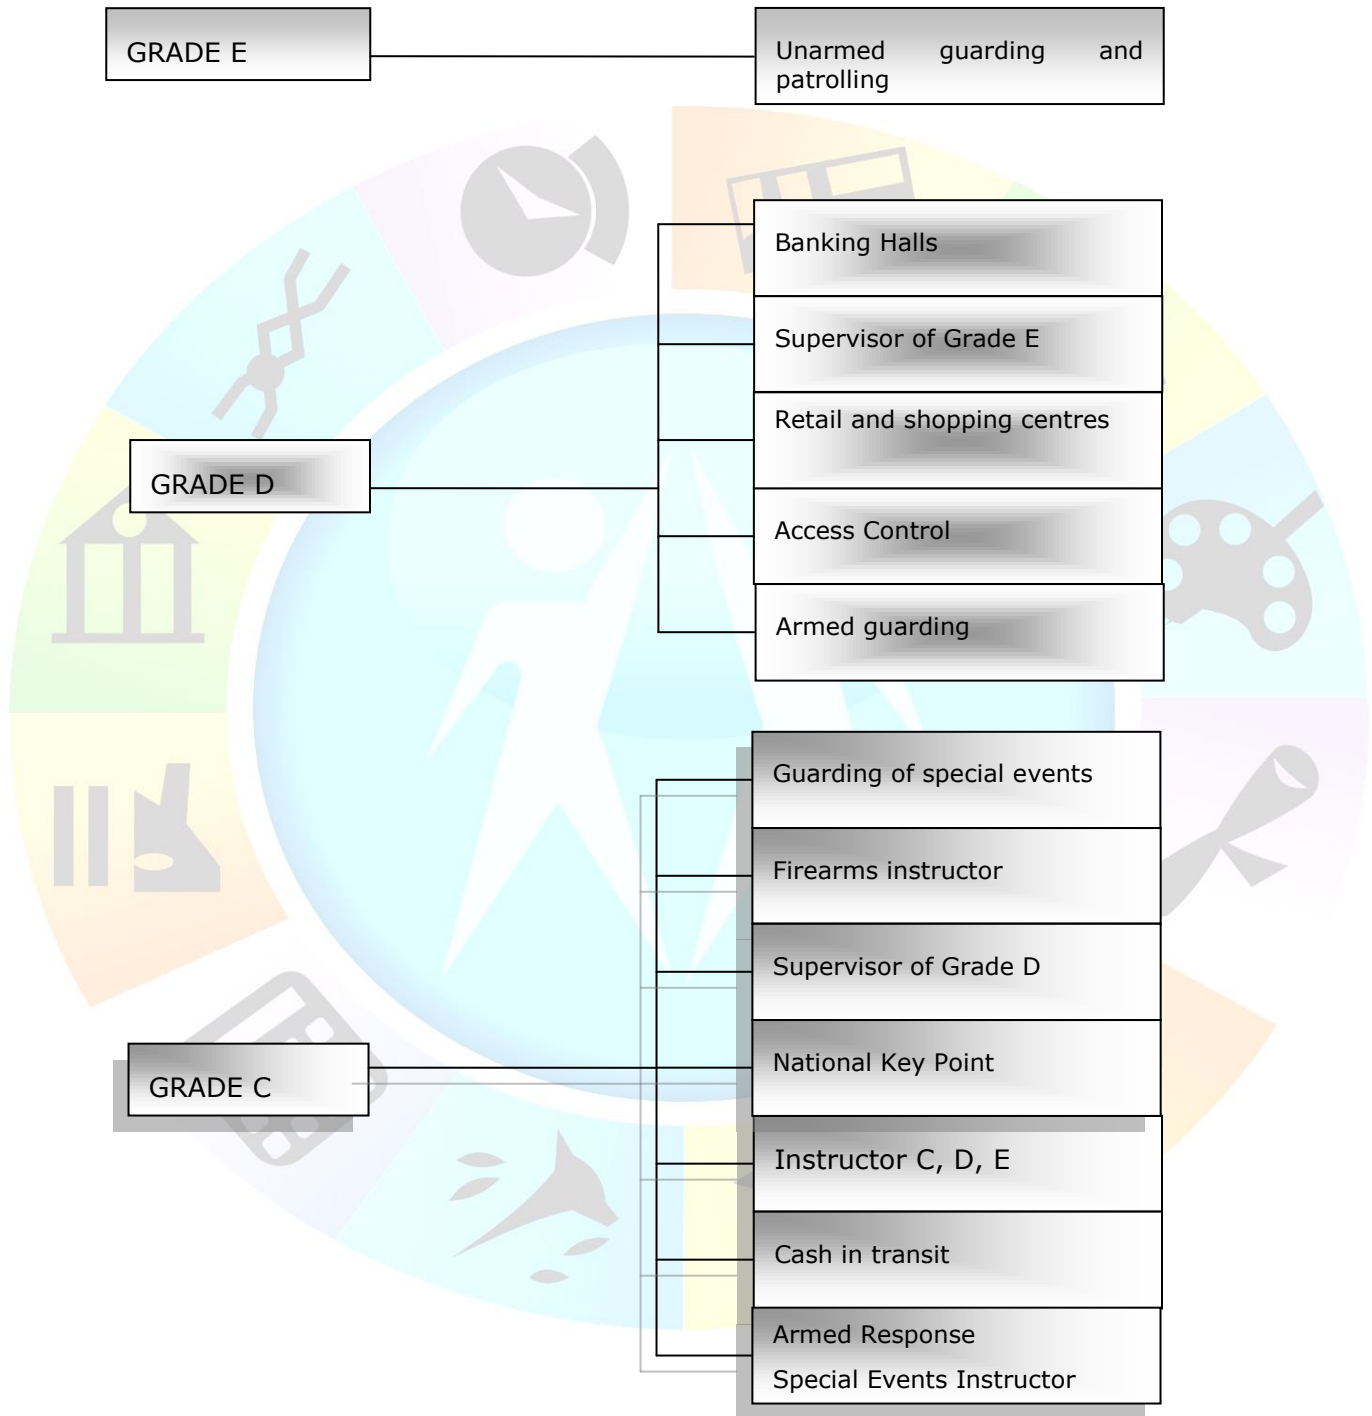 GRADE E
Unarmed guarding and
patrolling
Banking Halls
Supervisor of Grade E
Retail and shopping centres
GRADE D
Access Control
Armed guarding
Guarding of special events
Firearms instructor
Supervisor of Grade D
National Key Point
GRADE C
Instructor C, D, E
Cash in transit
Armed Response
Special Events Instructor